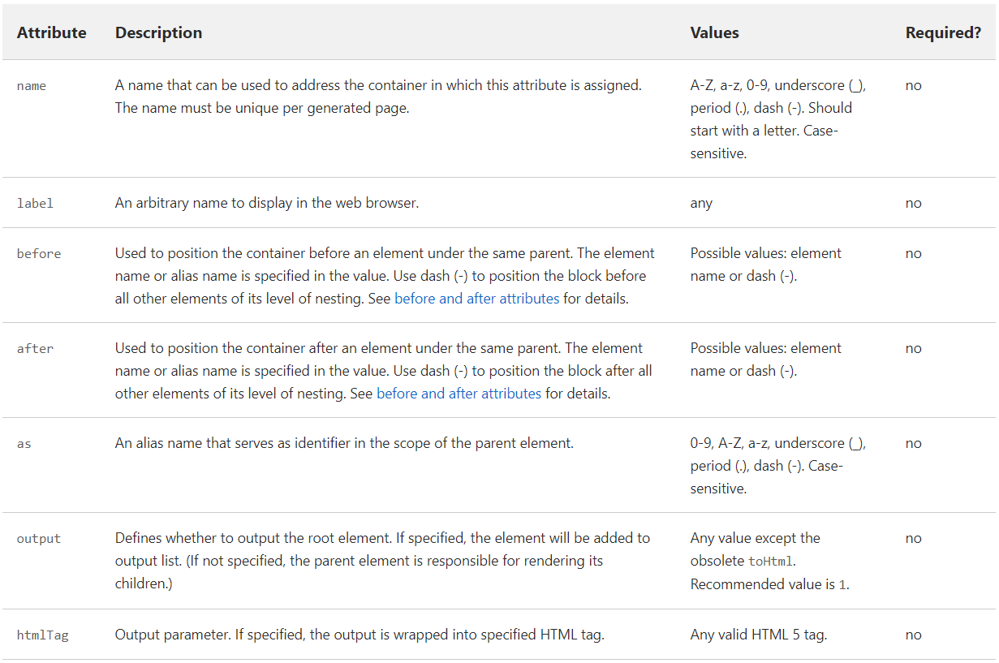 Attribute Description Values Required?
name A name that can be used to address the container in which this attribute is assigned. A-Z, a-z, 0-9, underscore (_), no
The name must be unique per generated page. period (.), dash (-). Should
start with a letter. Case-
sensitive.
label An arbitrary name to display in the web browser. any no
before Used to position the container before an element under the same parent. The element Possible values: element no
name or alias name is specified in the value. Use dash (-) to position the block before name or dash (-).
all other elements of its level of nesting. See before and after attributes for details.
after Used to position the container after an element under the same parent. The element Possible values: element no
name or alias name is specified in the value. Use dash (-) to position the block after all name or dash (-).
other elements of its level of nesting. See before and after attributes for details.
as An alias name that serves as identifier in the scope of the parent element. 0-9, A-Z, a-z, underscore (_), no
period (.), dash (-). Case-
sensitive.
output Defines whether to output the root element. If specified, the element will be added to Any value except the no
output list. (If not specified, the parent element is responsible for rendering its obsolete toHtml.
children.) Recommended value is 1.
htmlTag Output parameter. If specified, the output is wrapped into specified HTML tag. Any valid HTML 5 tag. no